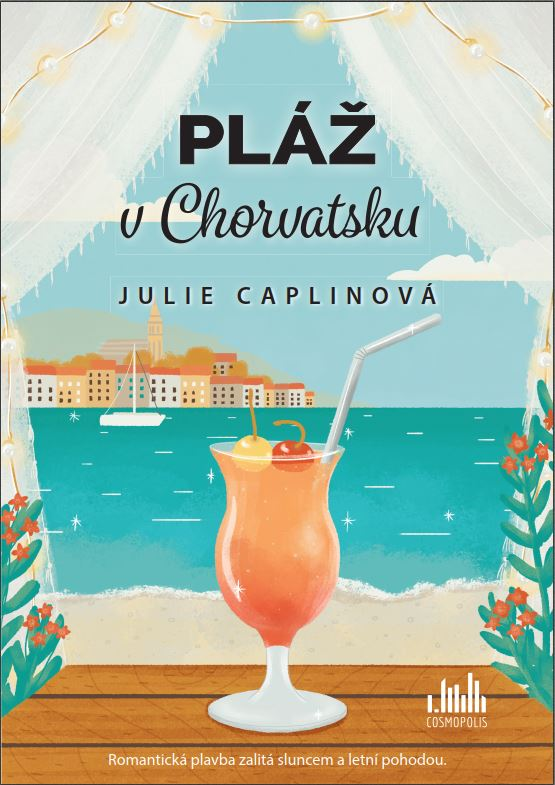 PLÁŽ
v Chorvatsku
JULIE CAPLINOVÁ
COSMOPOLIS
Romantická plavba zalitá sluncem a letní pohodou.